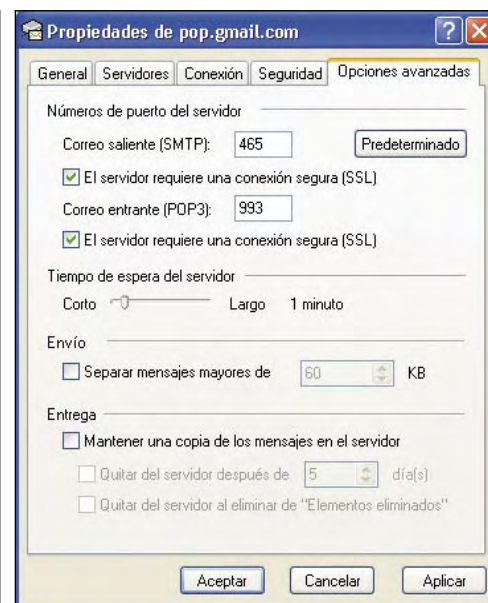 Propiedades de pop.gmail.com
General Servidores Conexión Seguridad Opciones avanzadas
Números de puerto del servidor
Correo saliente (SMTP): 465 Predeterminado
El servidor requiere una conexión segura (SSL)
Correo entrante (POP3): 993
El servidor requiere una conexión segura (SSL)
Tiempo de espera del servidor
Corto Largo 1 minuto
Envío
Separar mensajes mayores de 60 KB
Entrega
Mantener una copia de los mensajes en el servidor
Quitar del servidor después de 5 día(s)
Quitar del servidor al eliminar de "Elementos eliminados"
Aceptar Cancelar Aplicar